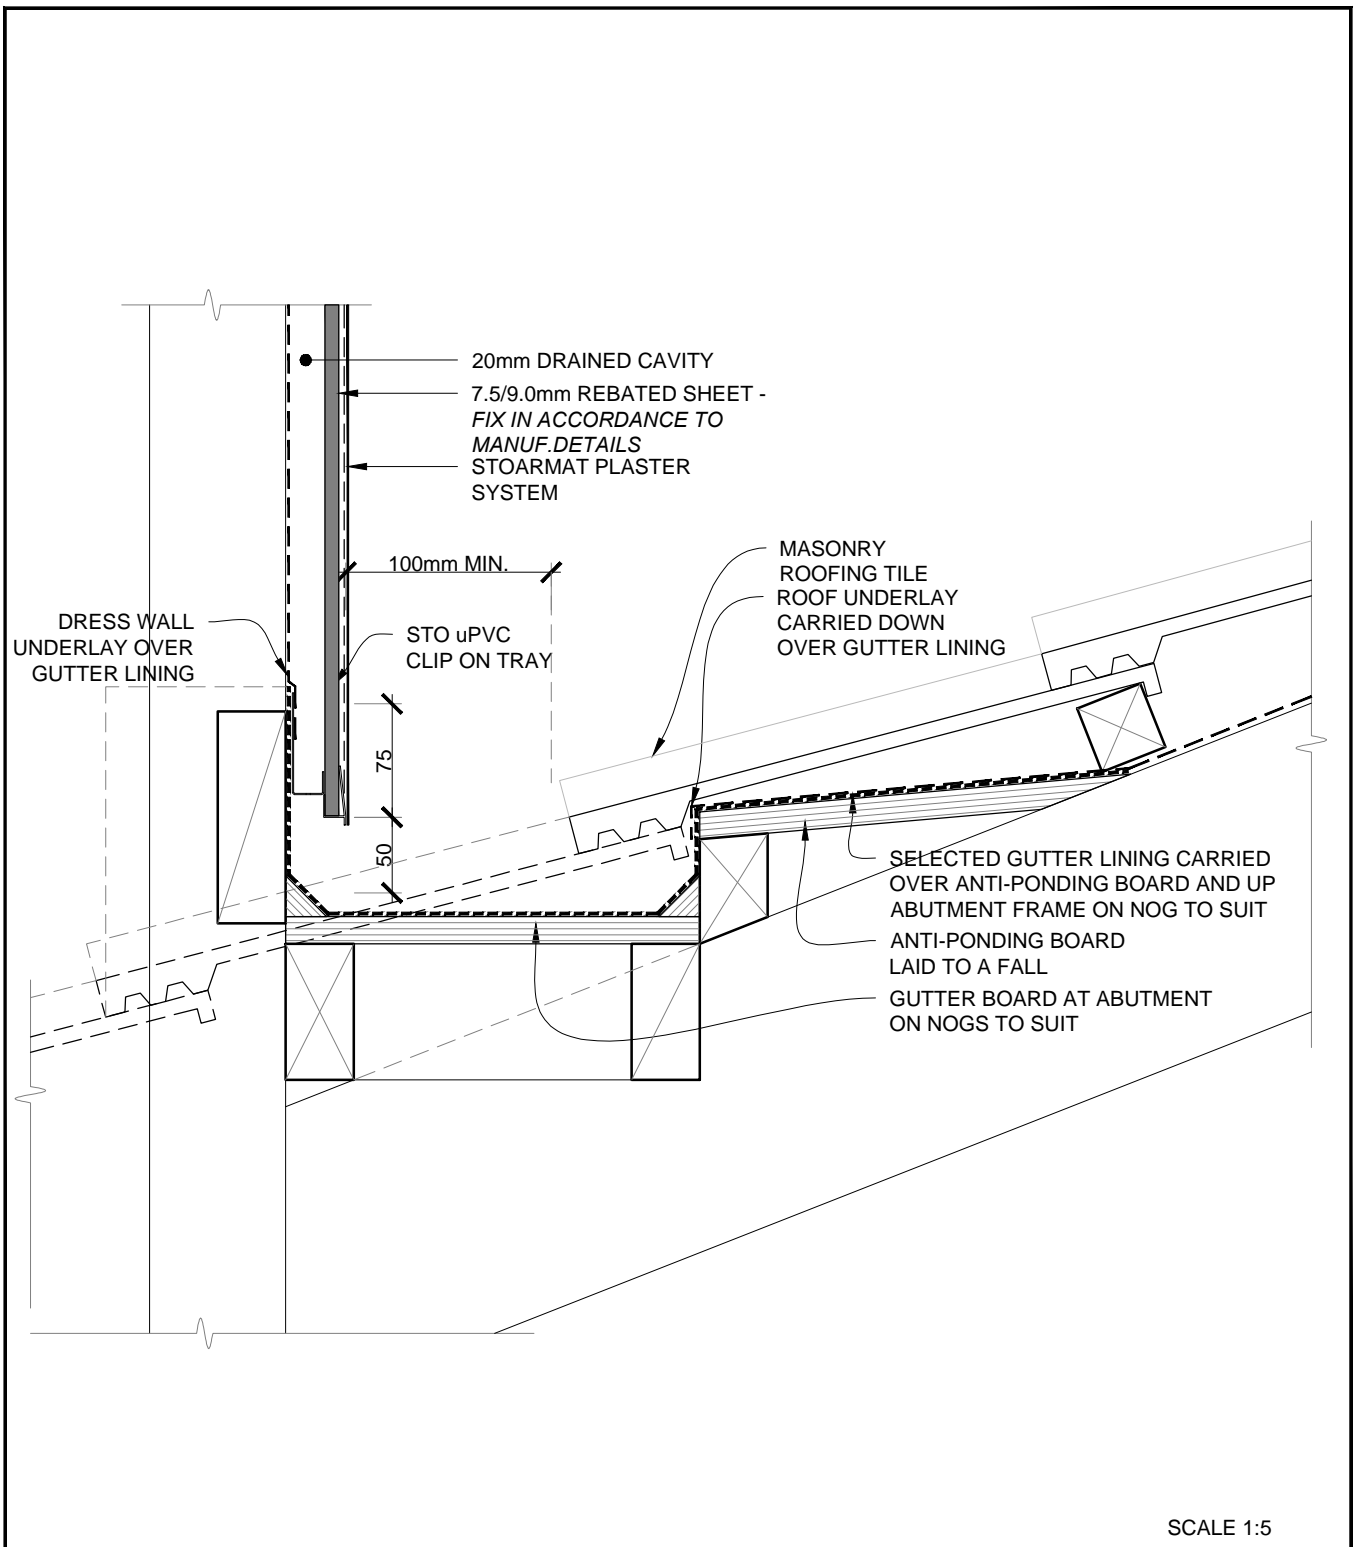 20mm DRAINED CAVITY
7.5/9.0mm REBATED SHEET -
FIX IN ACCORDANCE TO
MANUF.DETAILS
STOARMAT PLASTER
SYSTEM
100mm MIN.
MASONRY
ROOFING TILE
ROOF UNDERLAY
CARRIED DOWN
OVER GUTTER LINING
DRESS WALL
UNDERLAY OVER
GUTTER LINING
STO uPVC
CLIP ON TRAY
75
50
SELECTED GUTTER LINING CARRIED
OVER ANTI-PONDING BOARD AND UP
ABUTMENT FRAME ON NOG TO SUIT
ANTI-PONDING BOARD
LAID TO A FALL
GUTTER BOARD AT ABUTMENT
ON NOGS TO SUIT
SCALE 1:5